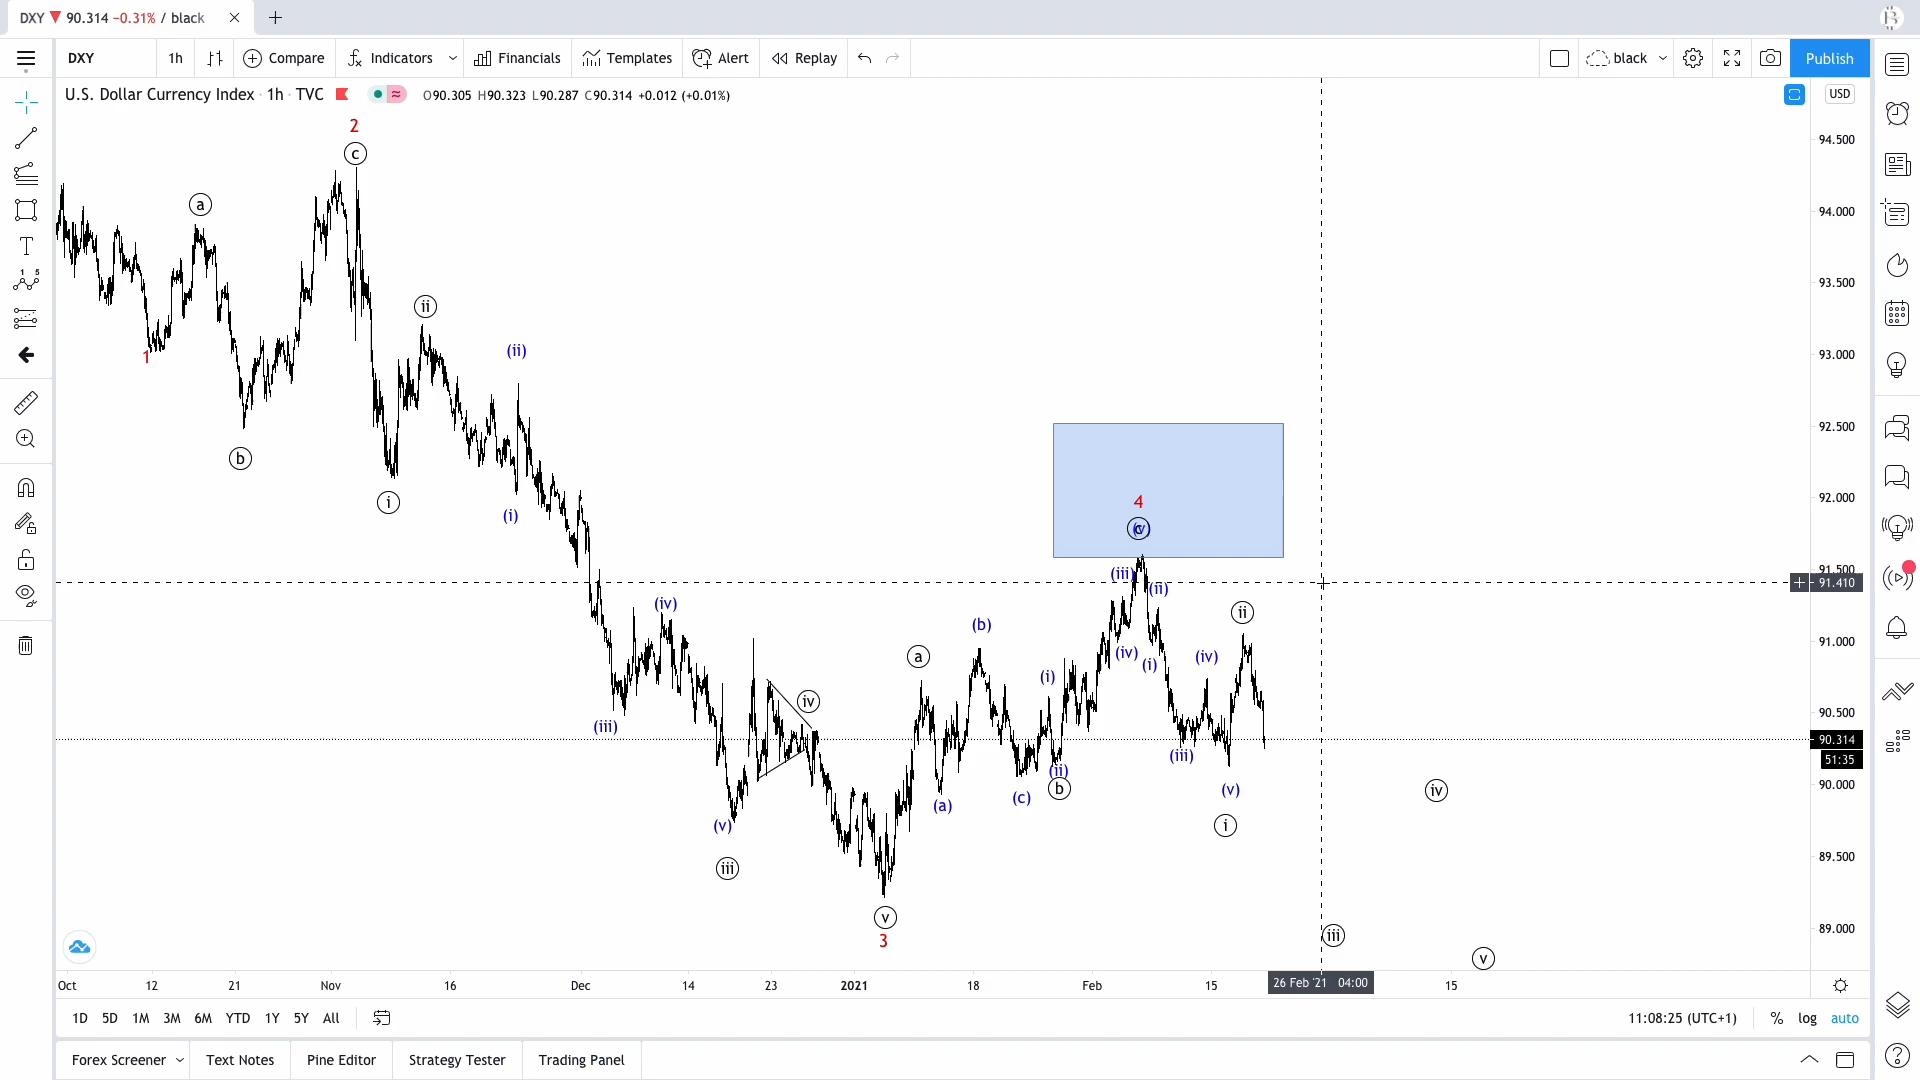 DXY ▼ 90.314 −0.31% / black
DXY 1h Compare Indicators Financials Templates Alert Replay black Publish
U.S. Dollar Currency Index · 1h · TVC O90.305 H90.323 L90.287 C90.314 +0.012 (+0.01%) USD
2
c
94.500
a
94.000
93.500
ii
(ii)
93.000
1
b
92.500
i
(i)
92.000
4
c
(iii)
91.500
91.410
(ii)
(iv)
ii
(b)
91.000
a
(iv)
(iv)
(i)
(i)
iv
90.500
(iii)
90.314
51:35
(iii)
(ii)
b
90.000
(a)
(c)
(v)
iv
(v)
i
89.500
iii
v
3
89.000
iii
v
Oct 12 21 Nov 16 Dec 14 23 2021 18 Feb 15 26 Feb '21 04:00 15
1D 5D 1M 3M 6M YTD 1Y 5Y All 11:08:25 (UTC+1) % log auto
Forex Screener Text Notes Pine Editor Strategy Tester Trading Panel